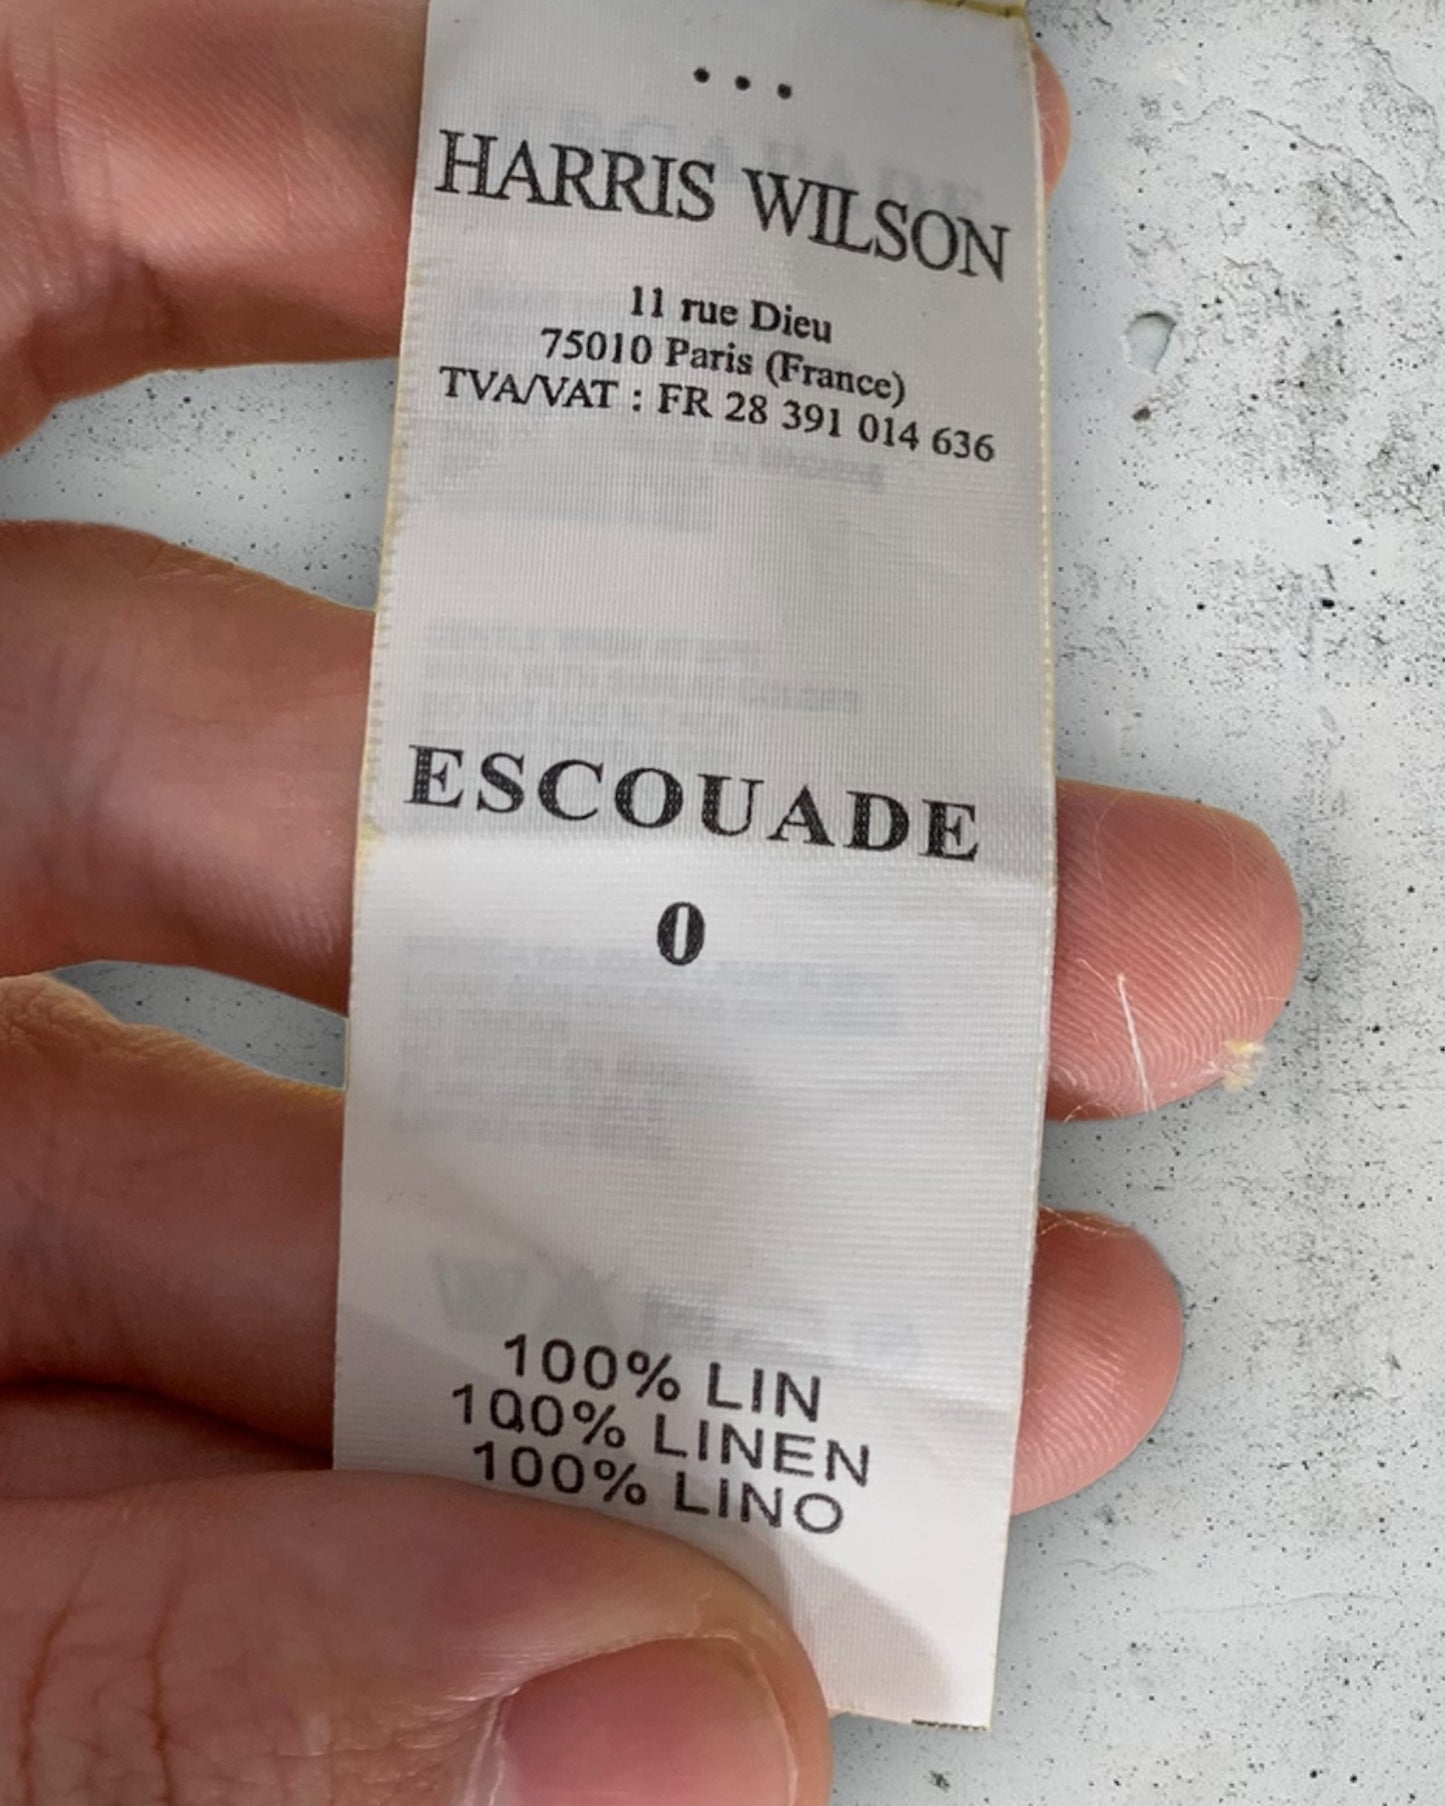 HARRIS WILSON
11 rue Dieu
75010 Paris (France)
TVA/VAT : FR 28 391 014 636
ESCOUADE
0
100% LIN
100% LINEN
100% LINO